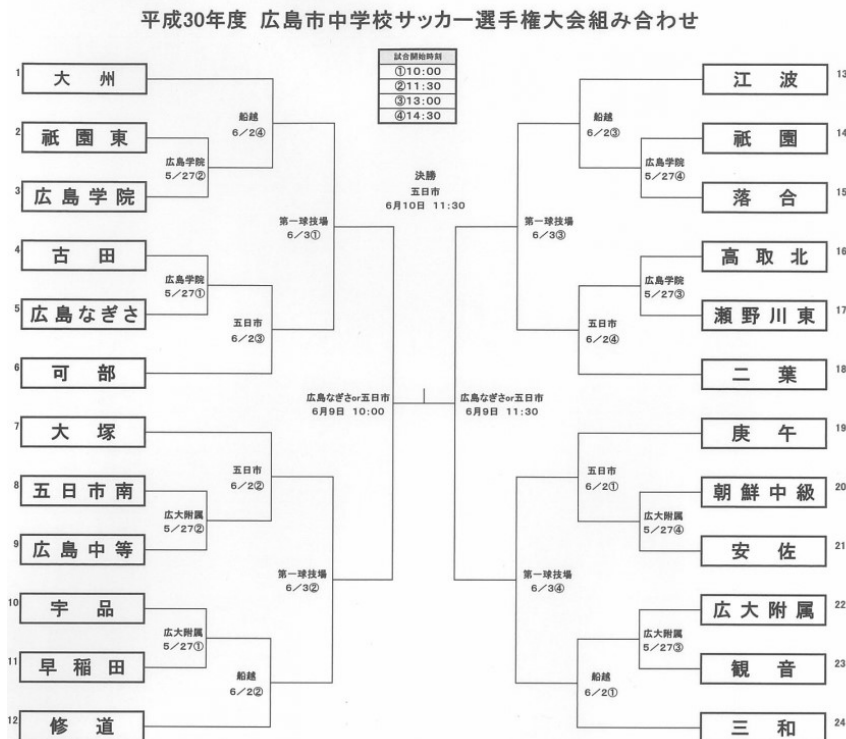 平成30年度 広島市中学校サッカー選手権大会組み合わせ
試合開始時刻
①10:00
②11:30
③13:00
④14:30
決勝
五日市
6月10日 11:30
1 大州
2 祇園東
3 広島学院
4 古田
5 広島なぎさ
6 可部
7 大塚
8 五日市南
9 広島中等
10 宇品
11 早稲田
12 修道
船越
6/2④
広島学院
5/27②
第一球技場
6/3①
広島学院
5/27①
五日市
6/2③
広島なぎさor五日市
6月9日 10:00
五日市
6/2②
広大附属
5/27②
第一球技場
6/3②
広大附属
5/27①
船越
6/2②
船越
6/2③
広島学院
5/27④
第一球技場
6/3③
広島学院
5/27③
五日市
6/2④
広島なぎさor五日市
6月9日 11:30
五日市
6/2①
広大附属
5/27④
第一球技場
6/3④
広大附属
5/27③
船越
6/2①
江波 13
祇園 14
落合 15
高取北 16
瀬野川東 17
二葉 18
庚午 19
朝鮮中級 20
安佐 21
広大附属 22
観音 23
三和 24